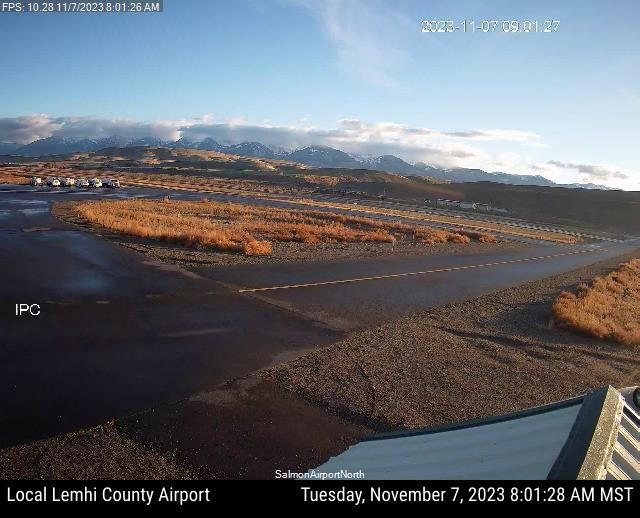 FPS: 10.28 11/7/2023 8:01:26 AM
2023-11-07 09:01:27
IPC
SalmonAirportNorth
Local Lemhi County Airport Tuesday, November 7, 2023 8:01:28 AM MST